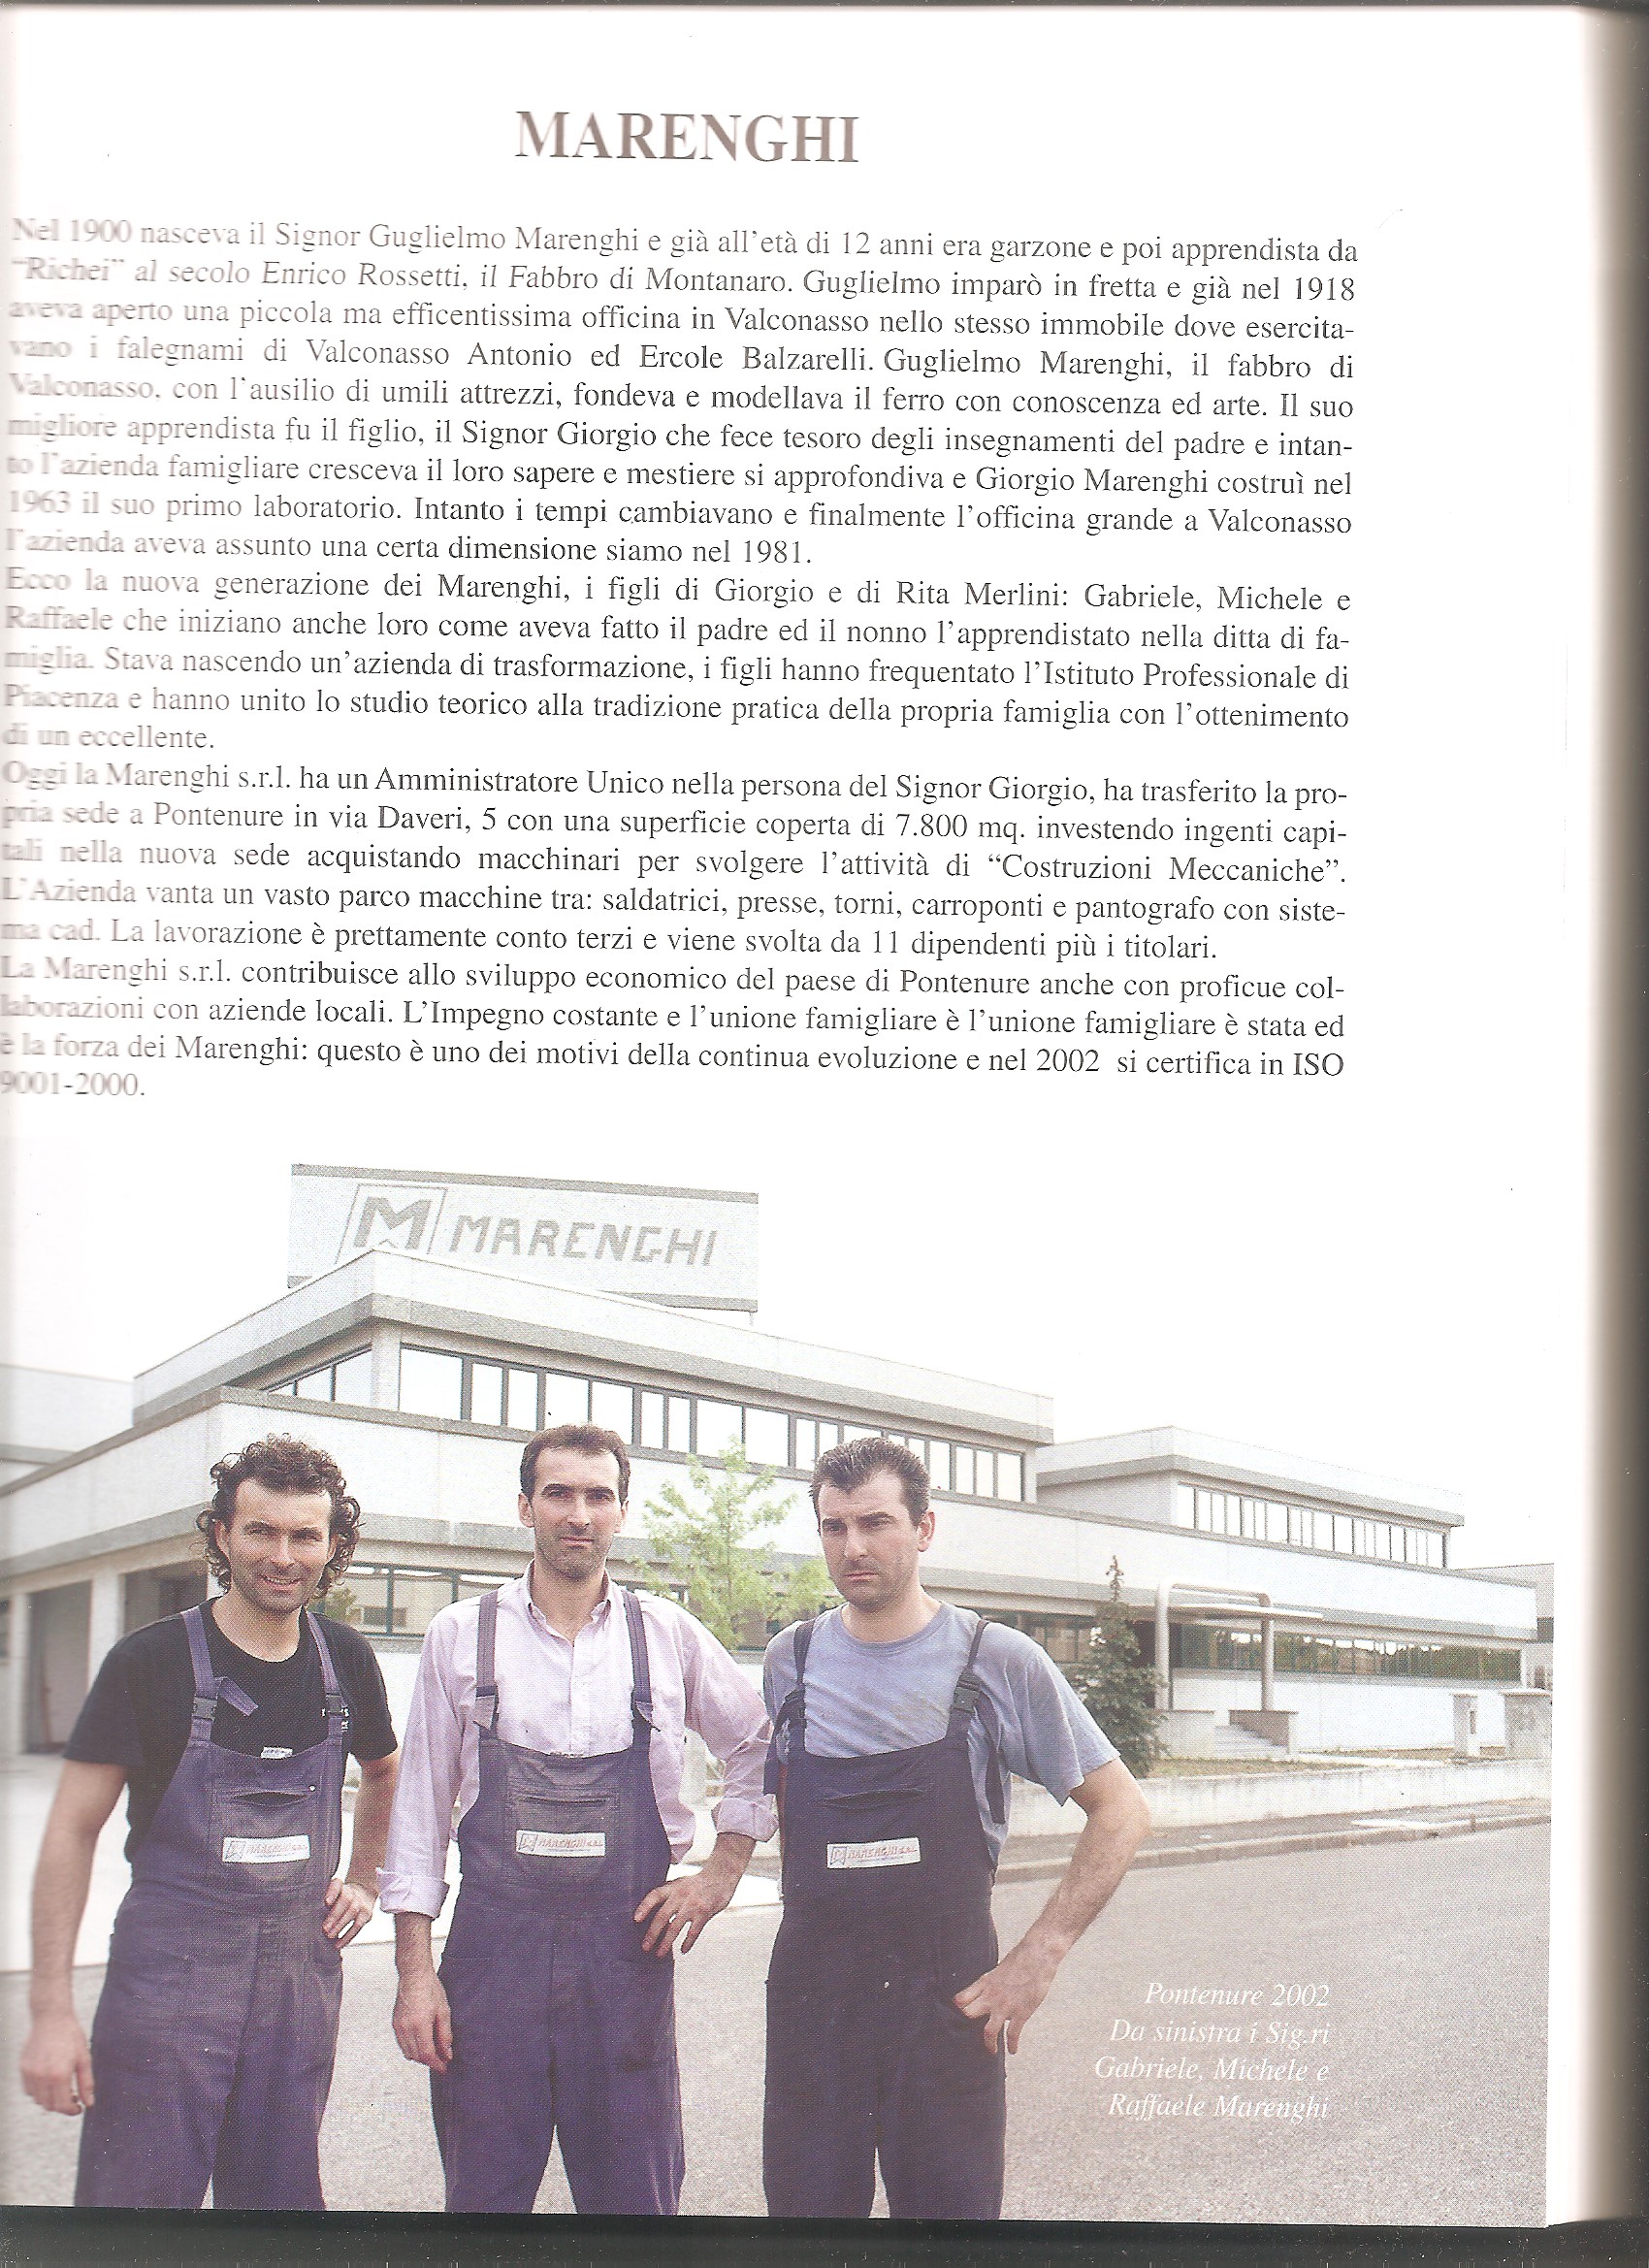 MARENGHI
Nel 1900 nasceva il Signor Guglielmo Marenghi e già all'età di 12 anni era garzone e poi apprendista da
"Richei" al secolo Enrico Rossetti, il Fabbro di Montanaro. Guglielmo imparò in fretta e già nel 1918
aveva aperto una piccola ma efficentissima officina in Valconasso nello stesso immobile dove esercita-
vano i falegnami di Valconasso Antonio ed Ercole Balzarelli. Guglielmo Marenghi, il fabbro di
Valconasso, con l'ausilio di umili attrezzi, fondeva e modellava il ferro con conoscenza ed arte. Il suo
migliore apprendista fu il figlio, il Signor Giorgio che fece tesoro degli insegnamenti del padre e intan-
to l'azienda famigliare cresceva il loro sapere e mestiere si approfondiva e Giorgio Marenghi costruì nel
1963 il suo primo laboratorio. Intanto i tempi cambiavano e finalmente l'officina grande a Valconasso
l'azienda aveva assunto una certa dimensione siamo nel 1981.
Ecco la nuova generazione dei Marenghi, i figli di Giorgio e di Rita Merlini: Gabriele, Michele e
Raffaele che iniziano anche loro come aveva fatto il padre ed il nonno l'apprendistato nella ditta di fa-
miglia. Stava nascendo un'azienda di trasformazione, i figli hanno frequentato l'Istituto Professionale di
Piacenza e hanno unito lo studio teorico alla tradizione pratica della propria famiglia con l'ottenimento
di un eccellente.
Oggi la Marenghi s.r.l. ha un Amministratore Unico nella persona del Signor Giorgio, ha trasferito la pro-
pria sede a Pontenure in via Daveri, 5 con una superficie coperta di 7.800 mq. investendo ingenti capi-
tali nella nuova sede acquistando macchinari per svolgere l'attività di "Costruzioni Meccaniche".
L'Azienda vanta un vasto parco macchine tra: saldatrici, presse, torni, carroponti e pantografo con siste-
ma cad. La lavorazione è prettamente conto terzi e viene svolta da 11 dipendenti più i titolari.
La Marenghi s.r.l. contribuisce allo sviluppo economico del paese di Pontenure anche con proficue col-
laborazioni con aziende locali. L'Impegno costante e l'unione famigliare è l'unione famigliare è stata ed
è la forza dei Marenghi: questo è uno dei motivi della continua evoluzione e nel 2002 si certifica in ISO
9001-2000.
M MARENGHI
MARENGHI s.r.l.
MARENGHI s.r.l.
MARENGHI s.r.l.
Pontenure 2002
Da sinistra i Sig.ri
Gabriele, Michele e
Raffaele Marenghi